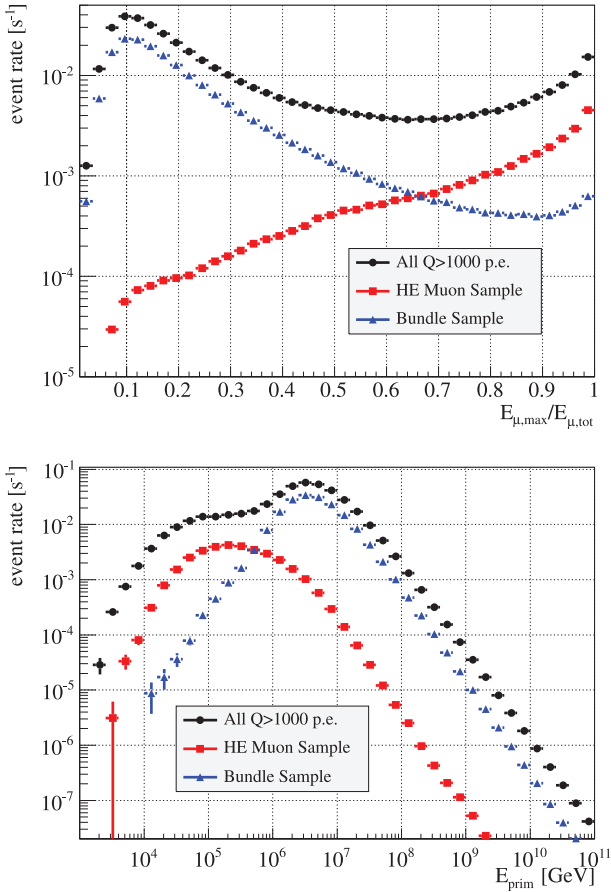 event rate [s⁻¹]
10⁻²
10⁻³
10⁻⁴
10⁻⁵
All Q>1000 p.e.
HE Muon Sample
Bundle Sample
0.1 0.2 0.3 0.4 0.5 0.6 0.7 0.8 0.9 1
E_μ,max/E_μ,tot
event rate [s⁻¹]
10⁻¹
10⁻²
10⁻³
10⁻⁴
10⁻⁵
10⁻⁶
10⁻⁷
All Q>1000 p.e.
HE Muon Sample
Bundle Sample
10⁴ 10⁵ 10⁶ 10⁷ 10⁸ 10⁹ 10¹⁰ 10¹¹
E_prim [GeV]